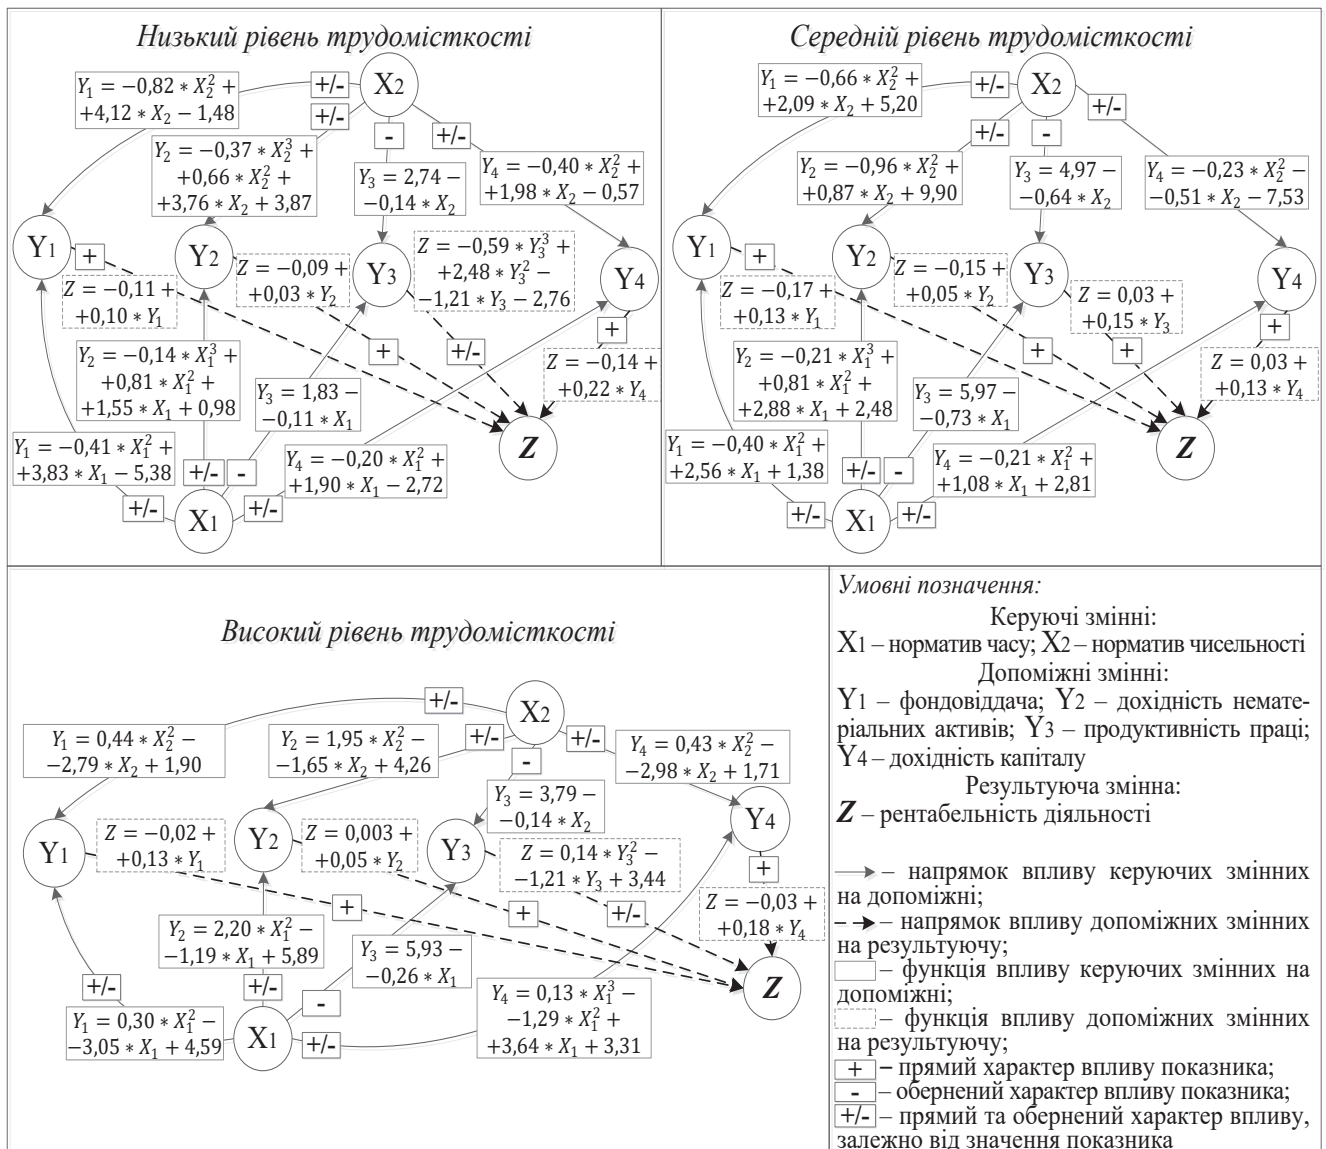 Низький рівень трудомісткості
X2
+/-
+/-
-
+/-
Y₁ = −0,82 * X₂² +
+4,12 * X₂ − 1,48
Y₂ = −0,37 * X₂³ +
+0,66 * X₂² +
+3,76 * X₂ + 3,87
Y₃ = 2,74 −
−0,14 * X₂
Y₄ = −0,40 * X₂² +
+1,98 * X₂ − 0,57
Y1
Y2
Y3
Y4
+
Z = −0,11 +
+0,10 * Y₁
Z = −0,09 +
+0,03 * Y₂
Z = −0,59 * Y₃³ +
+2,48 * Y₃² −
−1,21 * Y₃ − 2,76
+
+
+/-
Z = −0,14 +
+0,22 * Y₄
Y₂ = −0,14 * X₁³ +
+0,81 * X₁² +
+1,55 * X₁ + 0,98
Y₃ = 1,83 −
−0,11 * X₁
Y₁ = −0,41 * X₁² +
+3,83 * X₁ − 5,38
Y₄ = −0,20 * X₁² +
+1,90 * X₁ − 2,72
Z
+/-
-
+/-
+/-
X1
Середній рівень трудомісткості
X2
+/-
+/-
-
+/-
Y₁ = −0,66 * X₂² +
+2,09 * X₂ + 5,20
Y₂ = −0,96 * X₂² +
+0,87 * X₂ + 9,90
Y₃ = 4,97 −
−0,64 * X₂
Y₄ = −0,23 * X₂² −
−0,51 * X₂ − 7,53
Y1
Y2
Y3
Y4
+
Z = −0,17 +
+0,13 * Y₁
Z = −0,15 +
+0,05 * Y₂
Z = 0,03 +
+0,15 * Y₃
+
+
+
Z = 0,03 +
+0,13 * Y₄
Y₂ = −0,21 * X₁³ +
+0,81 * X₁² +
+2,88 * X₁ + 2,48
Y₃ = 5,97 −
−0,73 * X₁
Y₁ = −0,40 * X₁² +
+2,56 * X₁ + 1,38
Y₄ = −0,21 * X₁² +
+1,08 * X₁ + 2,81
Z
+/-
-
+/-
+/-
X1
Високий рівень трудомісткості
X2
+/-
+/-
-
+/-
Y₁ = 0,44 * X₂² −
−2,79 * X₂ + 1,90
Y₂ = 1,95 * X₂² −
−1,65 * X₂ + 4,26
Y₃ = 3,79 −
−0,14 * X₂
Y₄ = 0,43 * X₂² −
−2,98 * X₂ + 1,71
Y1
Y2
Y3
Y4
Z = −0,02 +
+0,13 * Y₁
Z = 0,003 +
+0,05 * Y₂
Z = 0,14 * Y₃² −
−1,21 * Y₃ + 3,44
+
+
+
+/-
Z = −0,03 +
+0,18 * Y₄
Y₂ = 2,20 * X₁² −
−1,19 * X₁ + 5,89
Y₃ = 5,93 −
−0,26 * X₁
Y₁ = 0,30 * X₁² −
−3,05 * X₁ + 4,59
Y₄ = 0,13 * X₁³ −
−1,29 * X₁² +
+3,64 * X₁ + 3,31
Z
+/-
+/-
-
+/-
X1
Умовні позначення:
Керуючі змінні:
X1 – норматив часу; X2 – норматив чисельності
Допоміжні змінні:
Y1 – фондовіддача; Y2 – дохідність немате-
ріальних активів; Y3 – продуктивність праці;
Y4 – дохідність капіталу
Результуюча змінна:
Z – рентабельність діяльності
– напрямок впливу керуючих змінних
на допоміжні;
– напрямок впливу допоміжних змінних
на результуючу;
– функція впливу керуючих змінних на
допоміжні;
– функція впливу допоміжних змінних
на результуючу;
+ – прямий характер впливу показника;
- – обернений характер впливу показника;
+/- – прямий та обернений характер впливу,
залежно від значення показника